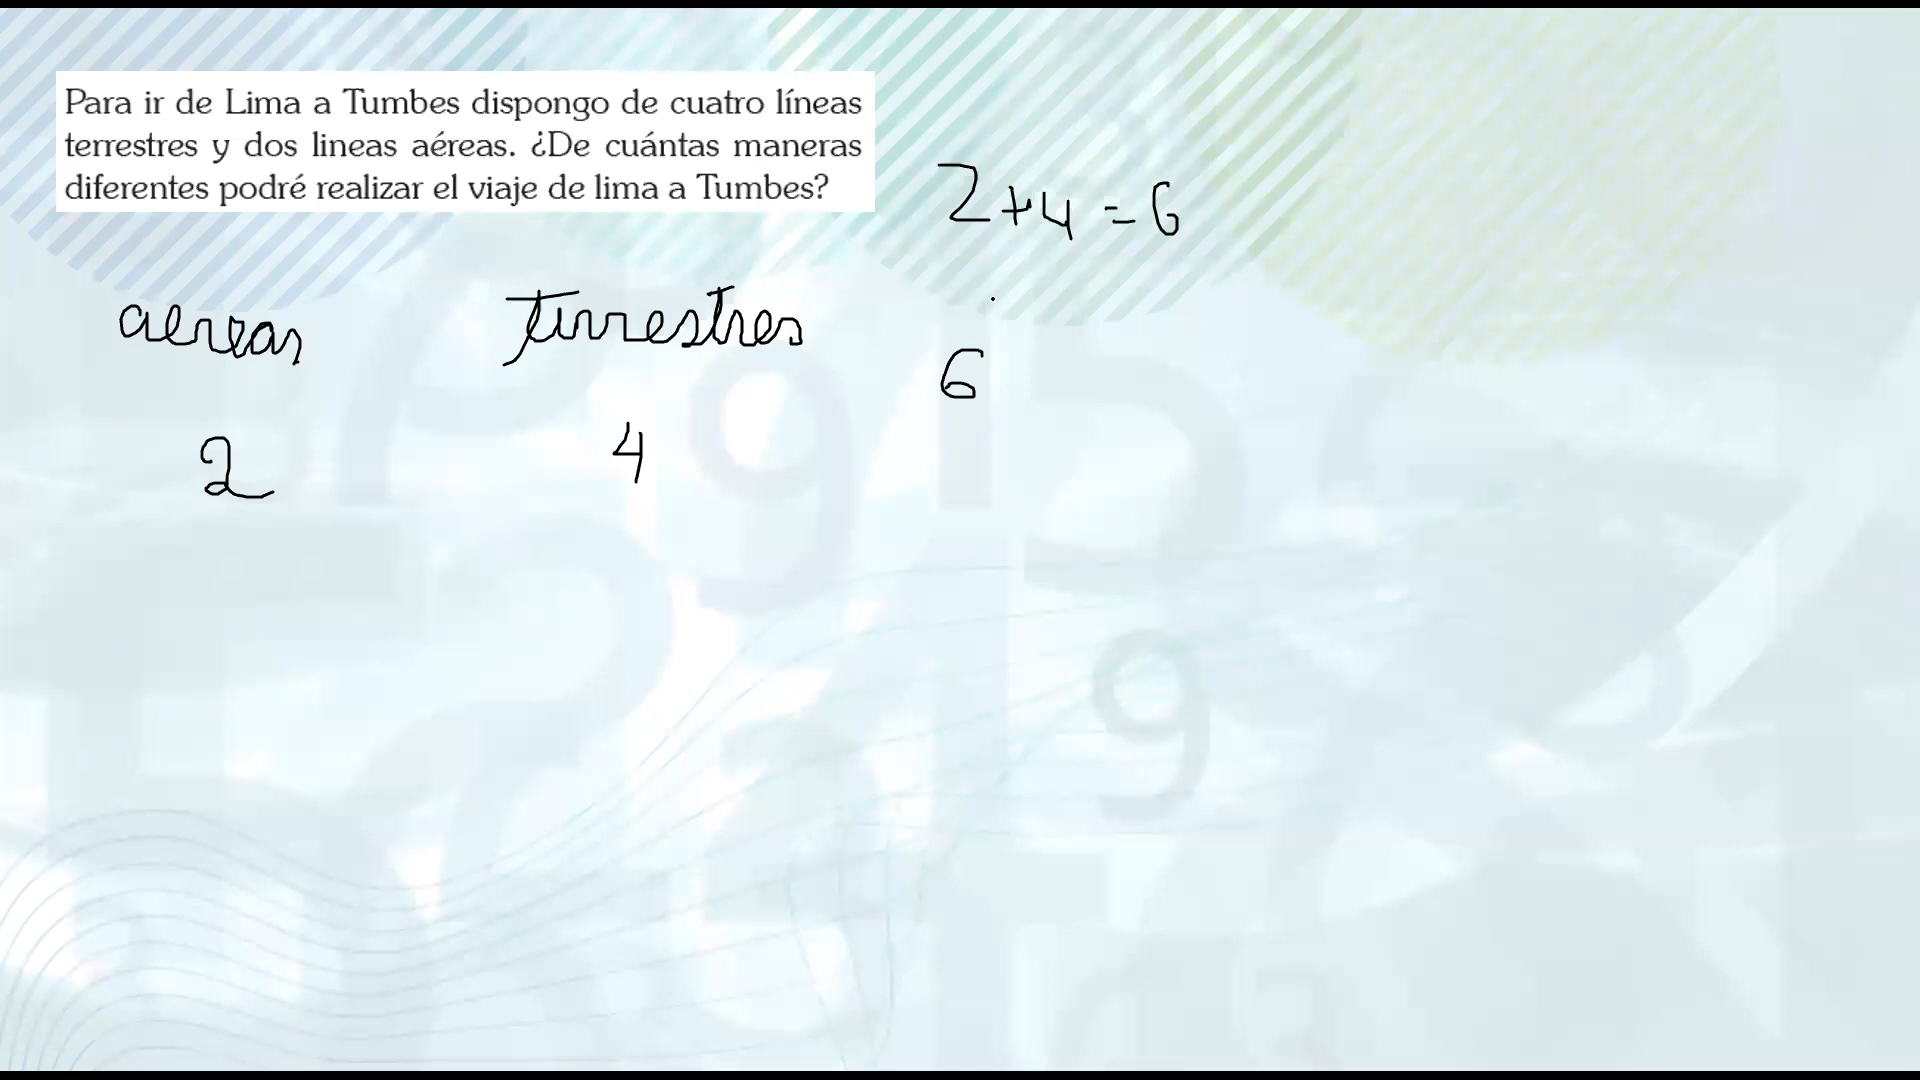 Para ir de Lima a Tumbes dispongo de cuatro líneas
terrestres y dos lineas aéreas. ¿De cuántas maneras
diferentes podré realizar el viaje de lima a Tumbes?
2+4=6
aereas terrestres
6
2 4